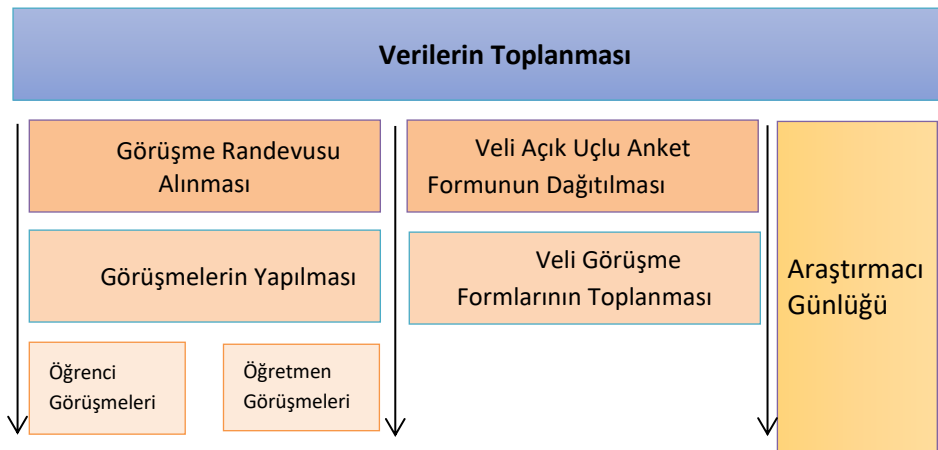 Verilerin Toplanması
Görüşme Randevusu
Alınması
Görüşmelerin Yapılması
Öğrenci
Görüşmeleri
Öğretmen
Görüşmeleri
Veli Açık Uçlu Anket
Formunun Dağıtılması
Veli Görüşme
Formlarının Toplanması
Araştırmacı
Günlüğü